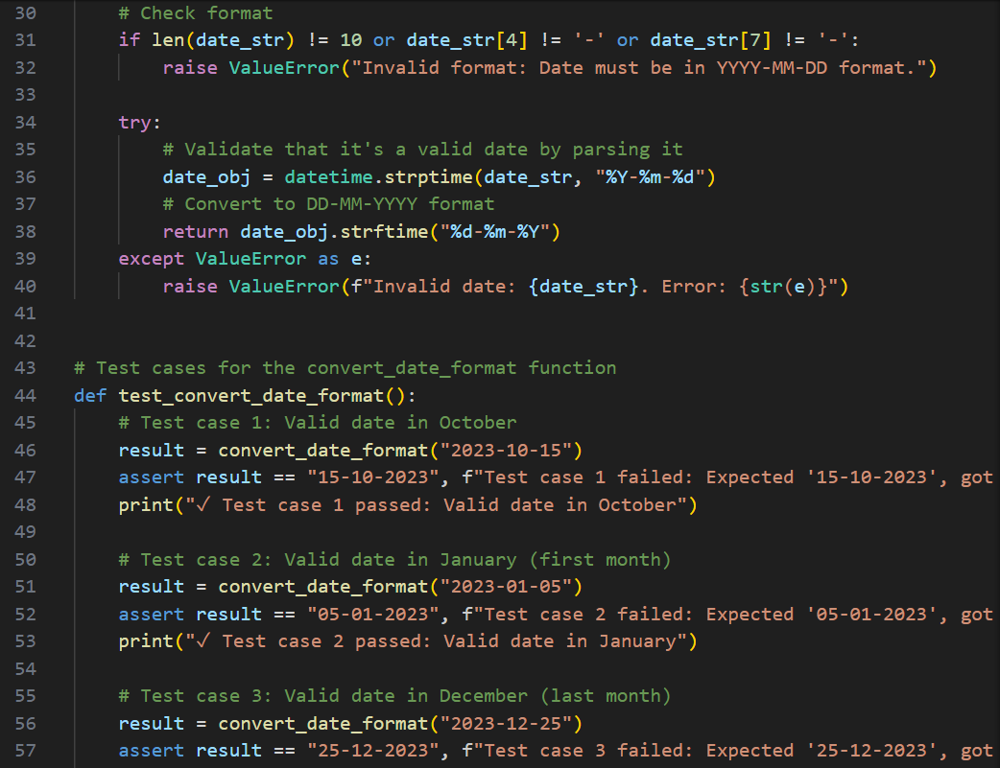 30 # Check format
31 if len(date_str) != 10 or date_str[4] != '-' or date_str[7] != '-':
32 raise ValueError("Invalid format: Date must be in YYYY-MM-DD format.")
33
34 try:
35 # Validate that it's a valid date by parsing it
36 date_obj = datetime.strptime(date_str, "%Y-%m-%d")
37 # Convert to DD-MM-YYYY format
38 return date_obj.strftime("%d-%m-%Y")
39 except ValueError as e:
40 raise ValueError(f"Invalid date: {date_str}. Error: {str(e)}")
41
42
43 # Test cases for the convert_date_format function
44 def test_convert_date_format():
45 # Test case 1: Valid date in October
46 result = convert_date_format("2023-10-15")
47 assert result == "15-10-2023", f"Test case 1 failed: Expected '15-10-2023', got
48 print("✓ Test case 1 passed: Valid date in October")
49
50 # Test case 2: Valid date in January (first month)
51 result = convert_date_format("2023-01-05")
52 assert result == "05-01-2023", f"Test case 2 failed: Expected '05-01-2023', got
53 print("✓ Test case 2 passed: Valid date in January")
54
55 # Test case 3: Valid date in December (last month)
56 result = convert_date_format("2023-12-25")
57 assert result == "25-12-2023", f"Test case 3 failed: Expected '25-12-2023', got